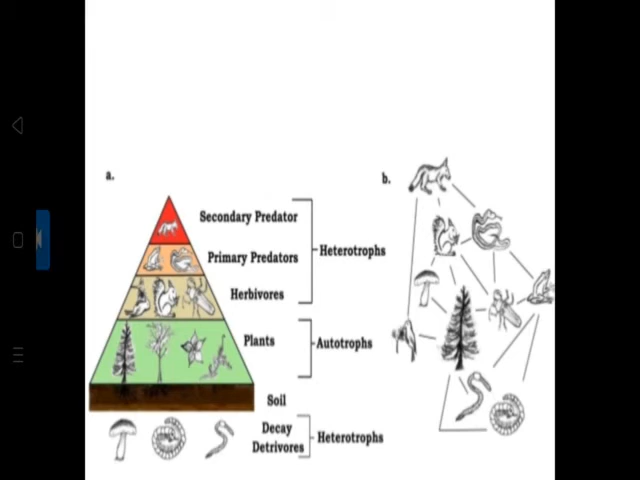 a.
b.
Secondary Predator
Primary Predators
Heterotrophs
Herbivores
Plants
Autotrophs
Soil
Decay
Detrivores
Heterotrophs